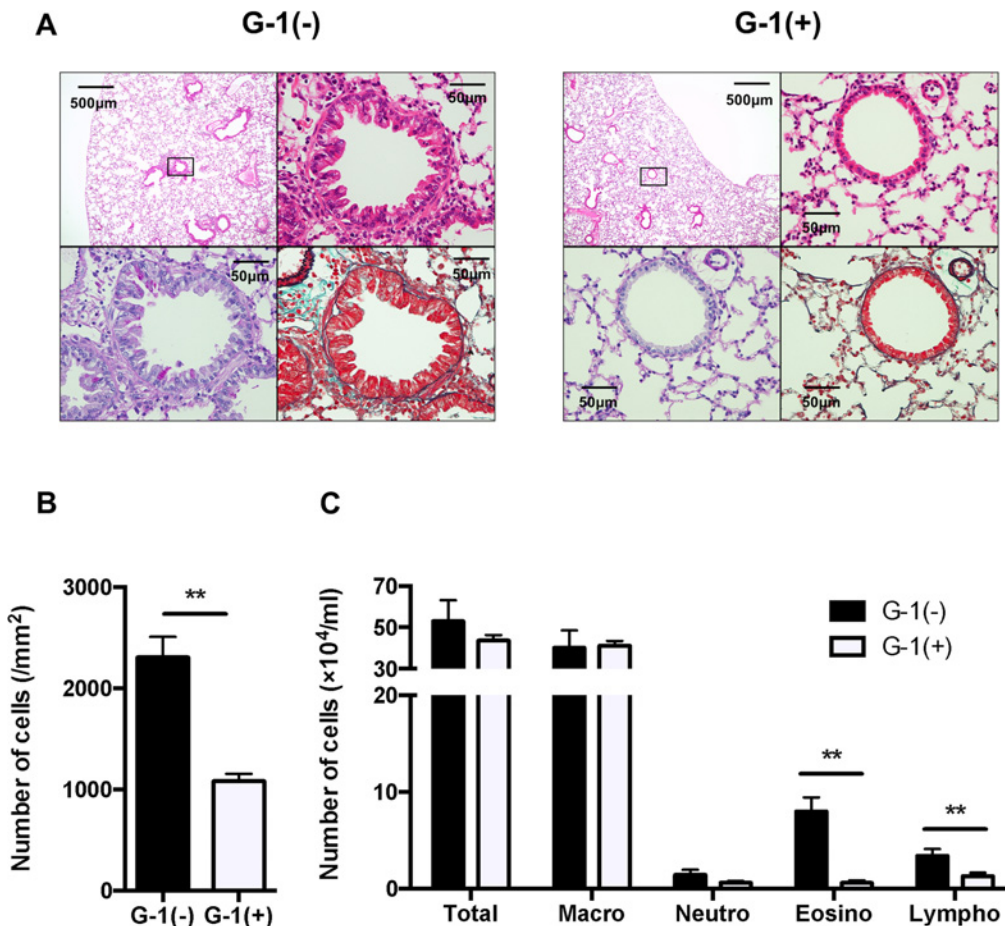 A
G-1(-)
G-1(+)
500μm
50μm
500μm
50μm
50μm
50μm
50μm
50μm
B
Number of cells (/mm²)
3000
2000
1000
0
G-1(-)
G-1(+)
**
C
Number of cells (×10⁴/ml)
70
50
30
20
10
0
Total
Macro
Neutro
Eosino
Lympho
**
**
G-1(-)
G-1(+)